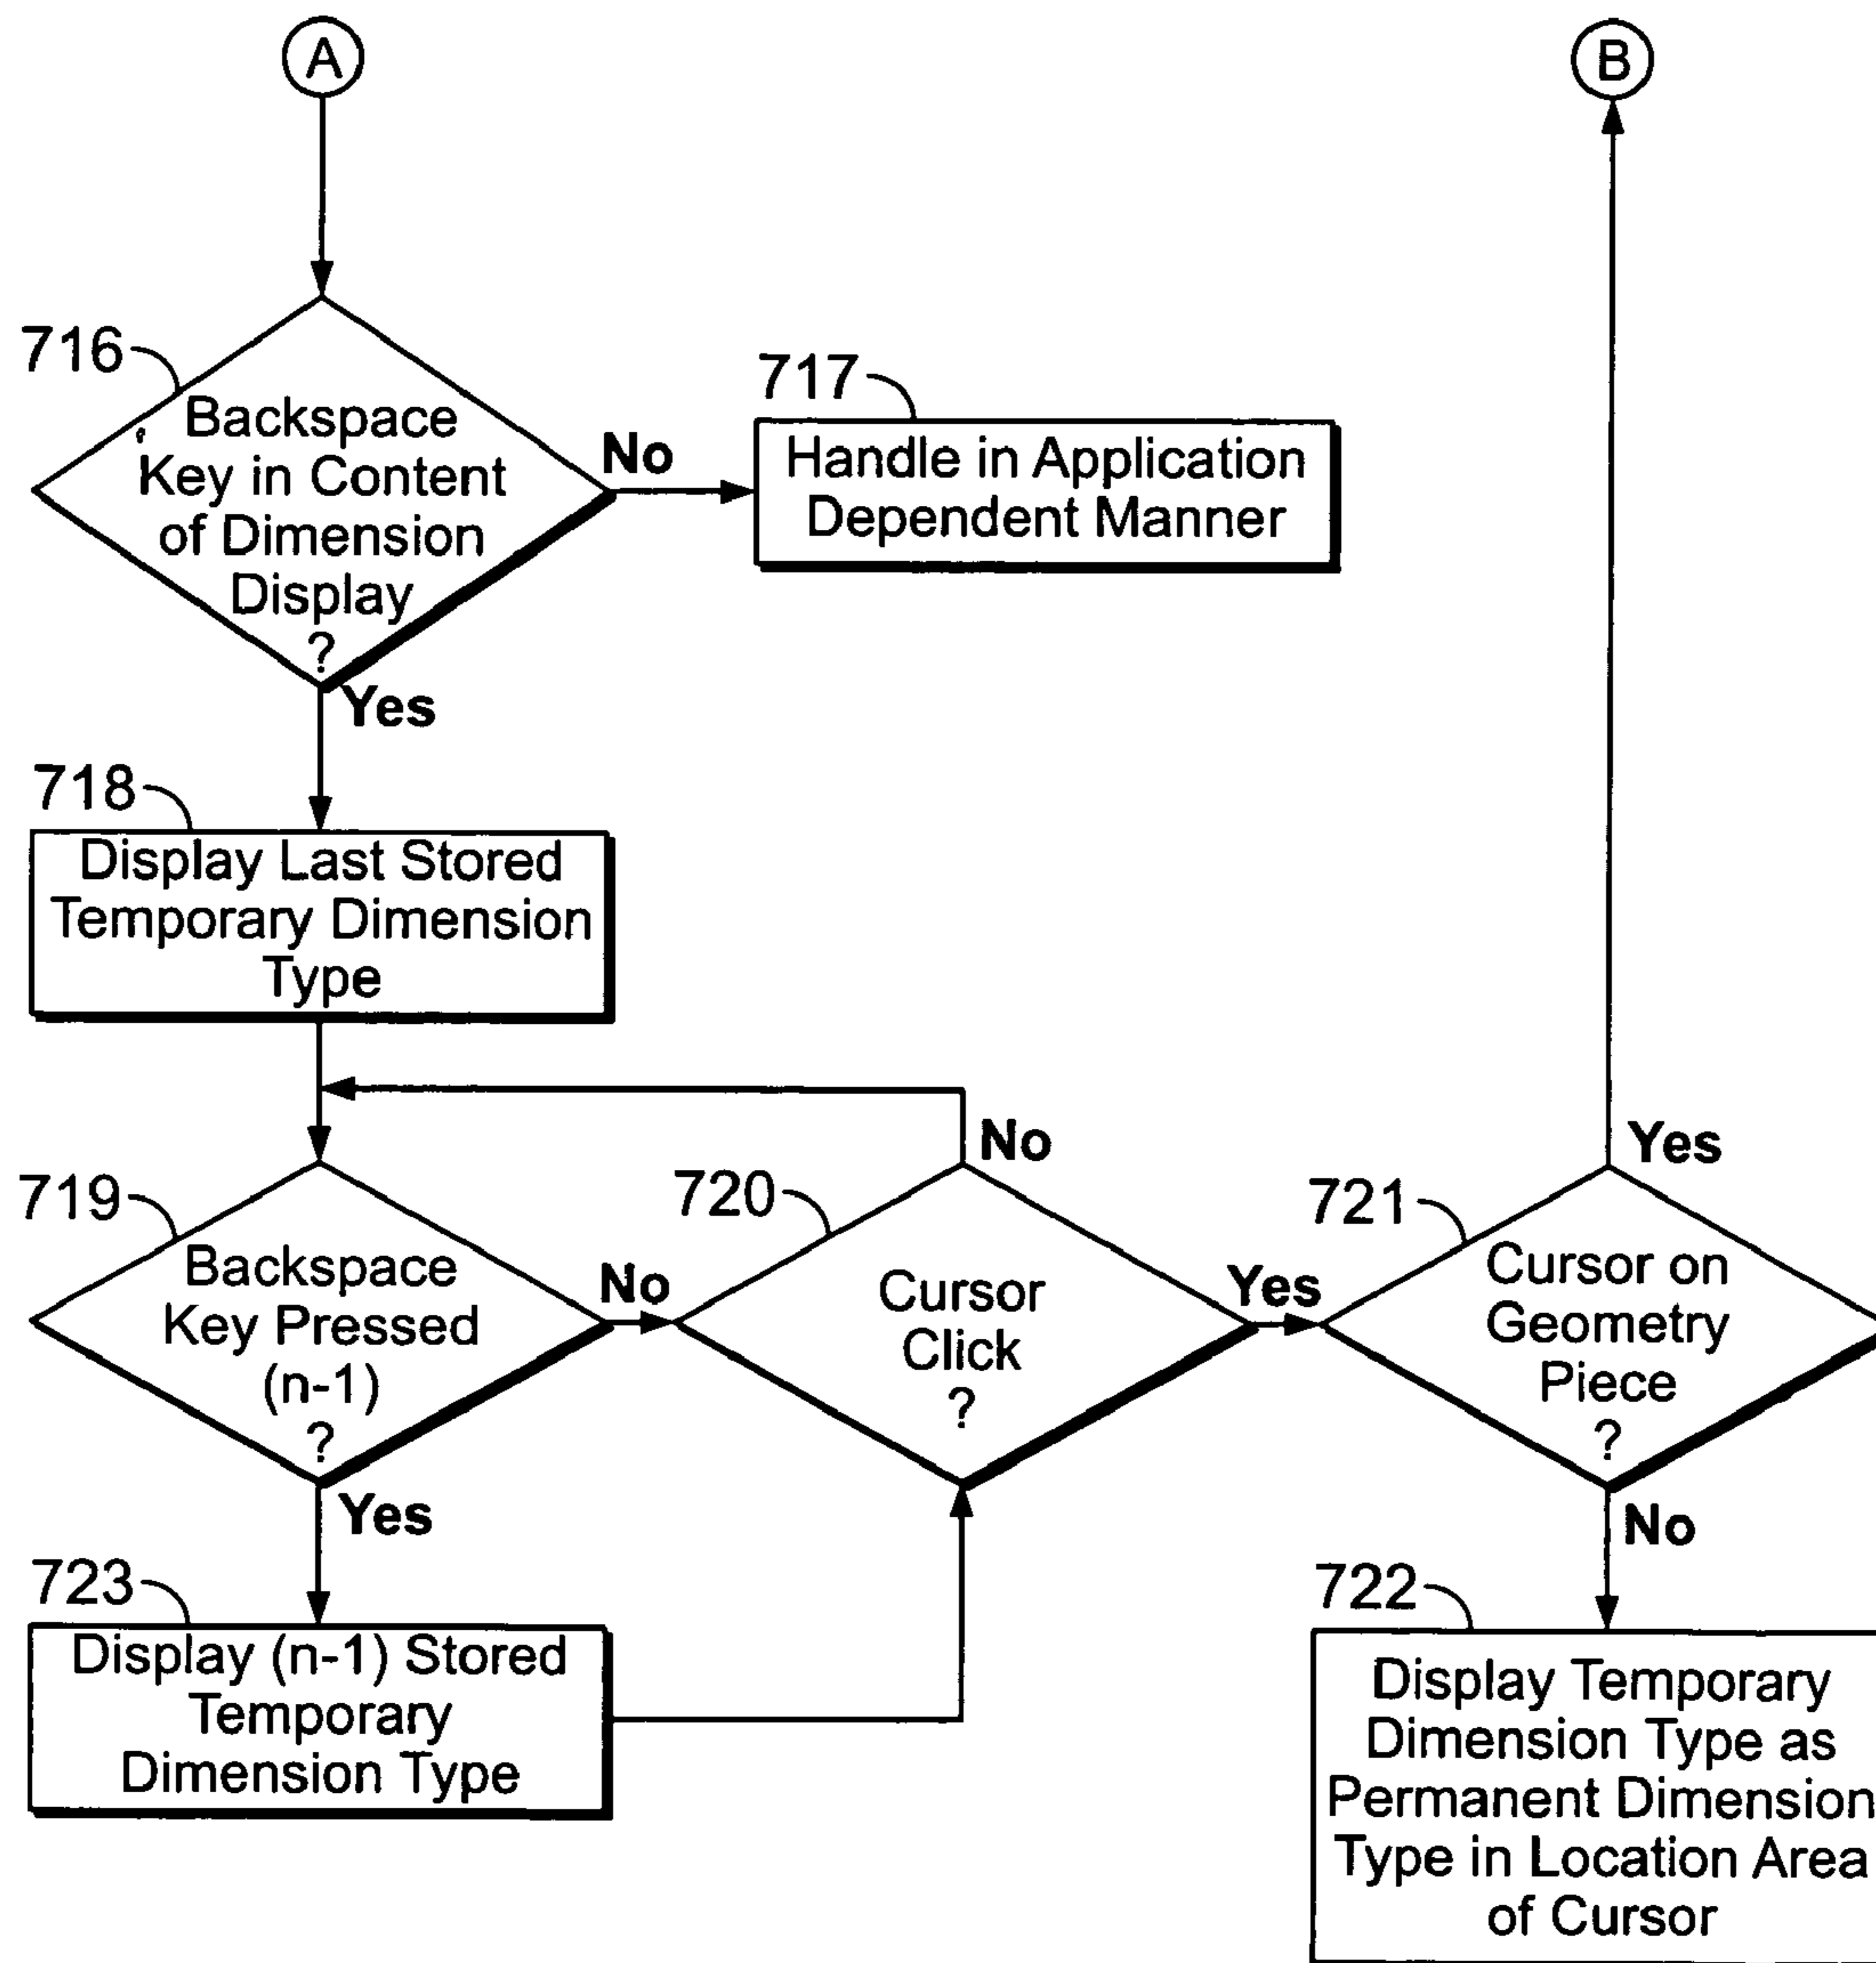 A
B
716
Backspace
Key in Content
of Dimension
Display
?
No
Yes
717
Handle in Application
Dependent Manner
718
Display Last Stored
Temporary Dimension
Type
719
Backspace
Key Pressed
(n-1)
?
No
Yes
720
Cursor
Click
?
No
Yes
721
Cursor on
Geometry
Piece
?
Yes
No
723
Display (n-1) Stored
Temporary
Dimension Type
722
Display Temporary
Dimension Type as
Permanent Dimension
Type in Location Area
of Cursor